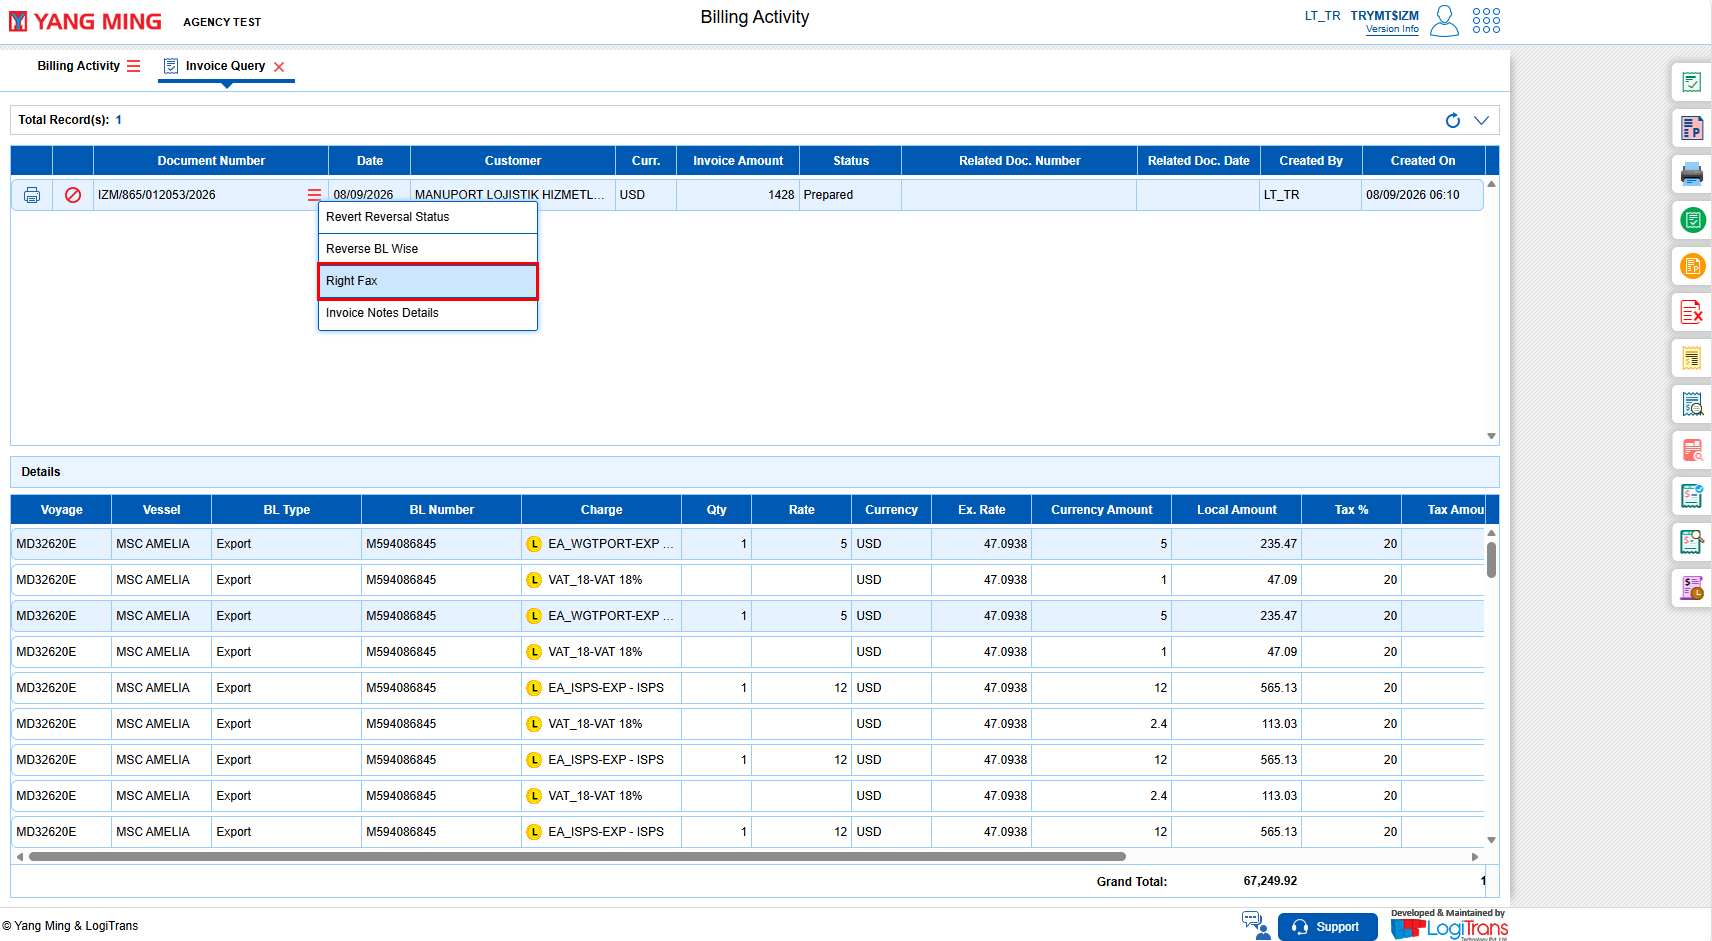 YANG MING AGENCY TEST Billing Activity LT_TR TRYMT$IZM
Version Info
Billing Activity Invoice Query
Total Record(s): 1
Document Number Date Customer Curr. Invoice Amount Status Related Doc. Number Related Doc. Date Created By Created On
IZM/865/012053/2026 08/09/2026 MANUPORT LOJISTIK HIZMETL... USD 1428 Prepared LT_TR 08/09/2026 06:10
Revert Reversal Status
Reverse BL Wise
Right Fax
Invoice Notes Details
Details
Voyage Vessel BL Type BL Number Charge Qty Rate Currency Ex. Rate Currency Amount Local Amount Tax % Tax Amou
MD32620E MSC AMELIA Export M594086845 L EA_WGTPORT-EXP ... 1 5 USD 47.0938 5 235.47 20
MD32620E MSC AMELIA Export M594086845 L VAT_18-VAT 18% USD 47.0938 1 47.09 20
MD32620E MSC AMELIA Export M594086845 L EA_WGTPORT-EXP ... 1 5 USD 47.0938 5 235.47 20
MD32620E MSC AMELIA Export M594086845 L VAT_18-VAT 18% USD 47.0938 1 47.09 20
MD32620E MSC AMELIA Export M594086845 L EA_ISPS-EXP - ISPS 1 12 USD 47.0938 12 565.13 20
MD32620E MSC AMELIA Export M594086845 L VAT_18-VAT 18% USD 47.0938 2.4 113.03 20
MD32620E MSC AMELIA Export M594086845 L EA_ISPS-EXP - ISPS 1 12 USD 47.0938 12 565.13 20
MD32620E MSC AMELIA Export M594086845 L VAT_18-VAT 18% USD 47.0938 2.4 113.03 20
MD32620E MSC AMELIA Export M594086845 L EA_ISPS-EXP - ISPS 1 12 USD 47.0938 12 565.13 20
Grand Total: 67,249.92 1
© Yang Ming & LogiTrans Support Developed & Maintained by
LogiTrans
Technology Pvt. Ltd.